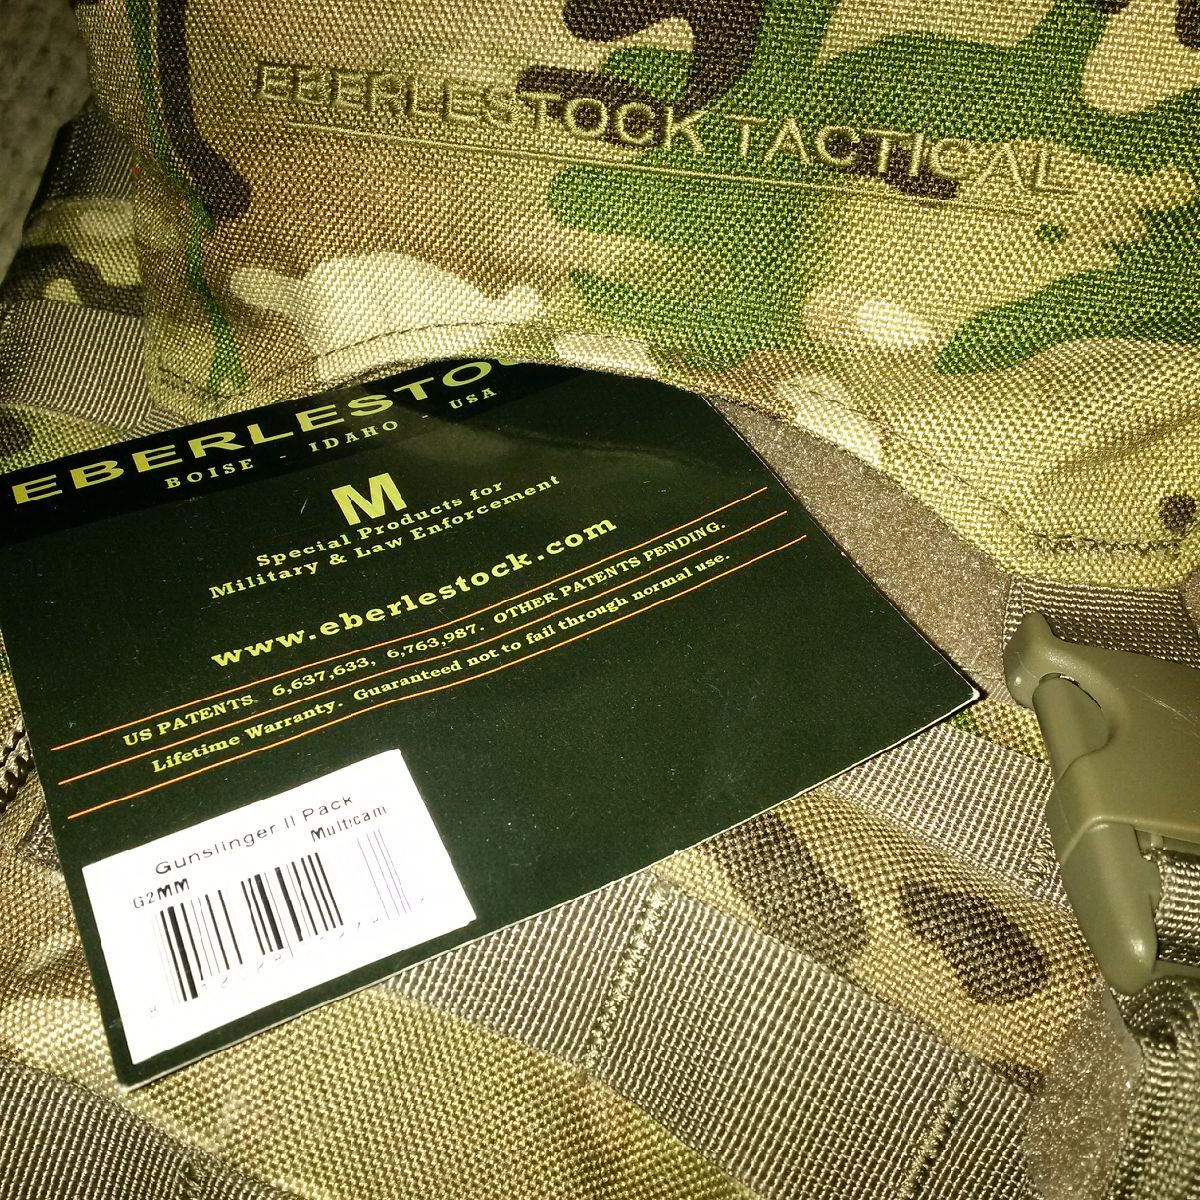 EBERLESTOCK TACTICAL
EBERLESTO
BOISE - IDAHO - USA
M
Special Products for
Military & Law Enforcement
www.eberlestock.com
US PATENTS 6,637,633, 6,763,987. OTHER PATENTS PENDING.
Lifetime Warranty. Guaranteed not to fail through normal use.
Gunslinger II Pack
Multicam
G2MM